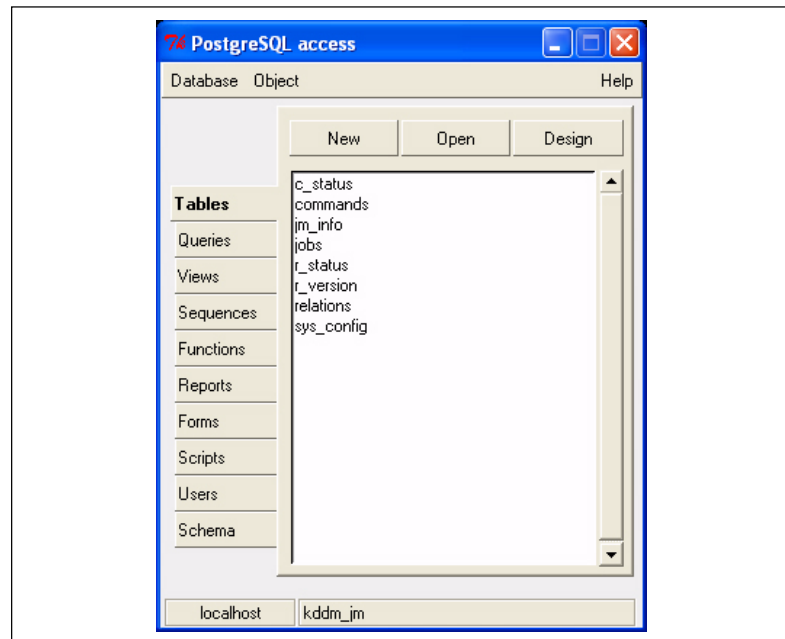 PostgreSQL access
Database Object Help
New Open Design
Tables
Queries
Views
Sequences
Functions
Reports
Forms
Scripts
Users
Schema
c_status
commands
jm_info
jobs
r_status
r_version
relations
sys_config
localhost kddm_jm